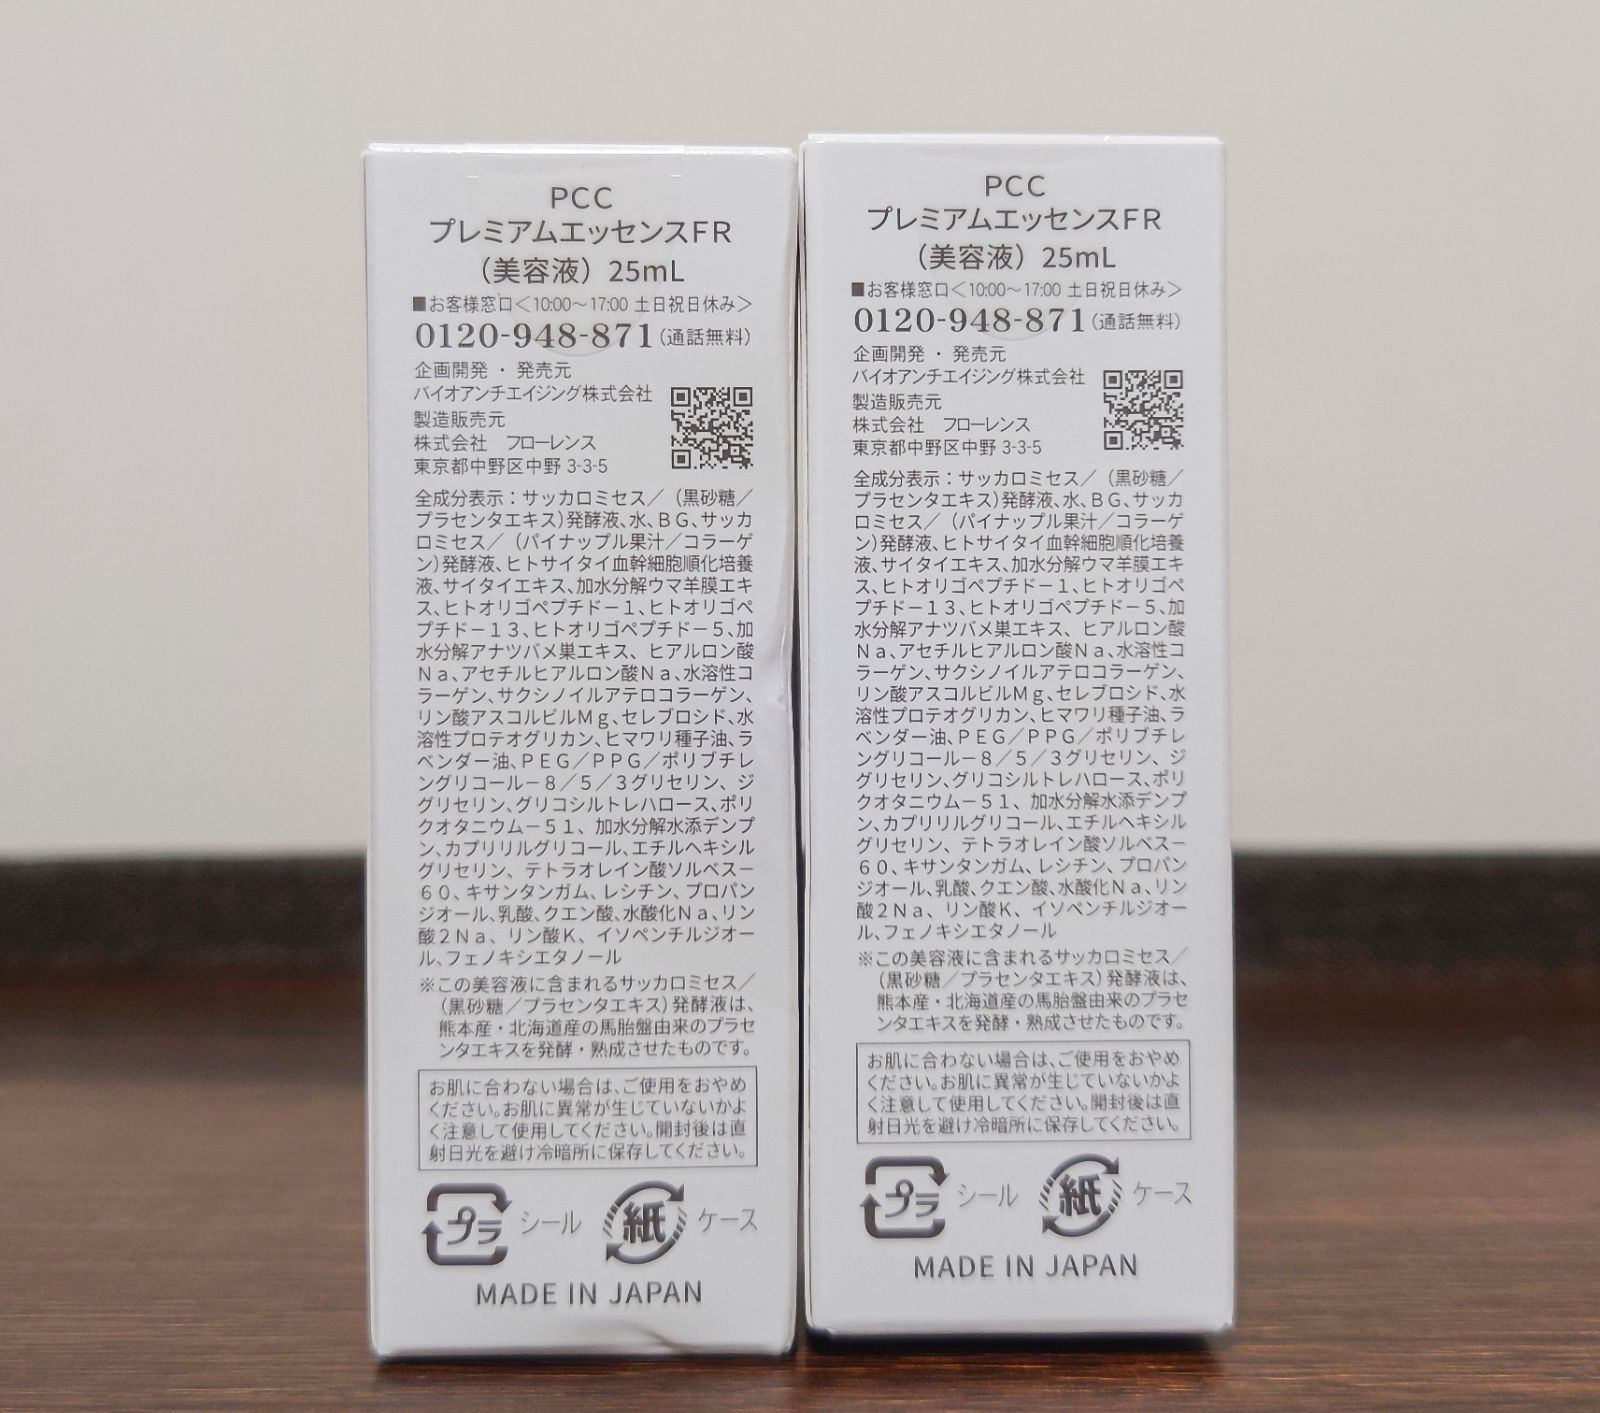 PCC
プレミアムエッセンスFR
（美容液）25mL
■お客様窓口＜10:00～17:00 土日祝日休み＞
0120-948-871（通話無料）
企画開発・発売元
バイオアンチエイジング株式会社
製造販売元
株式会社　フローレンス
東京都中野区中野 3-3-5
全成分表示：サッカロミセス／（黒砂糖／
プラセンタエキス）発酵液、水、ＢＧ、サッカ
ロミセス／（パイナップル果汁／コラーゲ
ン）発酵液、ヒトサイタイ血幹細胞順化培養
液、サイタイエキス、加水分解ウマ羊膜エキ
ス、ヒトオリゴペプチド－１、ヒトオリゴペ
プチド－１３、ヒトオリゴペプチド－５、加
水分解アナツバメ巣エキス、ヒアルロン酸
Ｎａ、アセチルヒアルロン酸Ｎａ、水溶性コ
ラーゲン、サクシノイルアテロコラーゲン、
リン酸アスコルビルＭｇ、セレブロシド、水
溶性プロテオグリカン、ヒマワリ種子油、ラ
ベンダー油、ＰＥＧ／ＰＰＧ／ポリブチレ
ングリコール－８／５／３グリセリン、ジ
グリセリン、グリコシルトレハロース、ポリ
クオタニウム－５１、加水分解水添デンプ
ン、カプリリルグリコール、エチルヘキシル
グリセリン、テトラオレイン酸ソルベス－
６０、キサンタンガム、レシチン、プロパン
ジオール、乳酸、クエン酸、水酸化Ｎａ、リン
酸２Ｎａ、リン酸Ｋ、イソペンチルジオー
ル、フェノキシエタノール
※この美容液に含まれるサッカロミセス／
（黒砂糖／プラセンタエキス）発酵液は、
熊本産・北海道産の馬胎盤由来のプラセ
ンタエキスを発酵・熟成させたものです。
お肌に合わない場合は、ご使用をおやめ
ください。お肌に異常が生じていないかよ
く注意して使用してください。開封後は直
射日光を避け冷暗所に保存してください。
プラ シール 紙 ケース
MADE IN JAPAN
PCC
プレミアムエッセンスFR
（美容液）25mL
■お客様窓口＜10:00～17:00 土日祝日休み＞
0120-948-871（通話無料）
企画開発・発売元
バイオアンチエイジング株式会社
製造販売元
株式会社　フローレンス
東京都中野区中野 3-3-5
全成分表示：サッカロミセス／（黒砂糖／
プラセンタエキス）発酵液、水、ＢＧ、サッカ
ロミセス／（パイナップル果汁／コラーゲ
ン）発酵液、ヒトサイタイ血幹細胞順化培養
液、サイタイエキス、加水分解ウマ羊膜エキ
ス、ヒトオリゴペプチド－１、ヒトオリゴペ
プチド－１３、ヒトオリゴペプチド－５、加
水分解アナツバメ巣エキス、ヒアルロン酸
Ｎａ、アセチルヒアルロン酸Ｎａ、水溶性コ
ラーゲン、サクシノイルアテロコラーゲン、
リン酸アスコルビルＭｇ、セレブロシド、水
溶性プロテオグリカン、ヒマワリ種子油、ラ
ベンダー油、ＰＥＧ／ＰＰＧ／ポリブチレ
ングリコール－８／５／３グリセリン、ジ
グリセリン、グリコシルトレハロース、ポリ
クオタニウム－５１、加水分解水添デンプ
ン、カプリリルグリコール、エチルヘキシル
グリセリン、テトラオレイン酸ソルベス－
６０、キサンタンガム、レシチン、プロパン
ジオール、乳酸、クエン酸、水酸化Ｎａ、リン
酸２Ｎａ、リン酸Ｋ、イソペンチルジオー
ル、フェノキシエタノール
※この美容液に含まれるサッカロミセス／
（黒砂糖／プラセンタエキス）発酵液は、
熊本産・北海道産の馬胎盤由来のプラセ
ンタエキスを発酵・熟成させたものです。
お肌に合わない場合は、ご使用をおやめ
ください。お肌に異常が生じていないかよ
く注意して使用してください。開封後は直
射日光を避け冷暗所に保存してください。
プラ シール 紙 ケース
MADE IN JAPAN